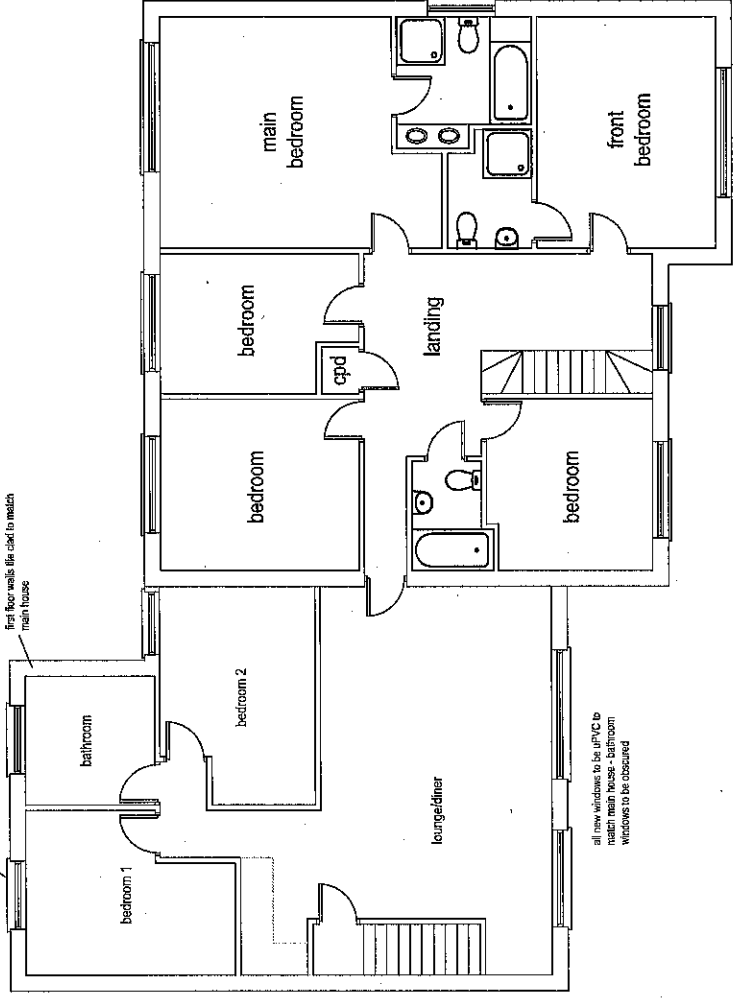 first floor walls tile clad to match
main house
main
bedroom
front
bedroom
bedroom
cpd
landing
bedroom
bedroom
bathroom
bedroom 2
bedroom 1
lounge/diner
all new windows to be uPVC to
match main house - bathroom
windows to be obscured